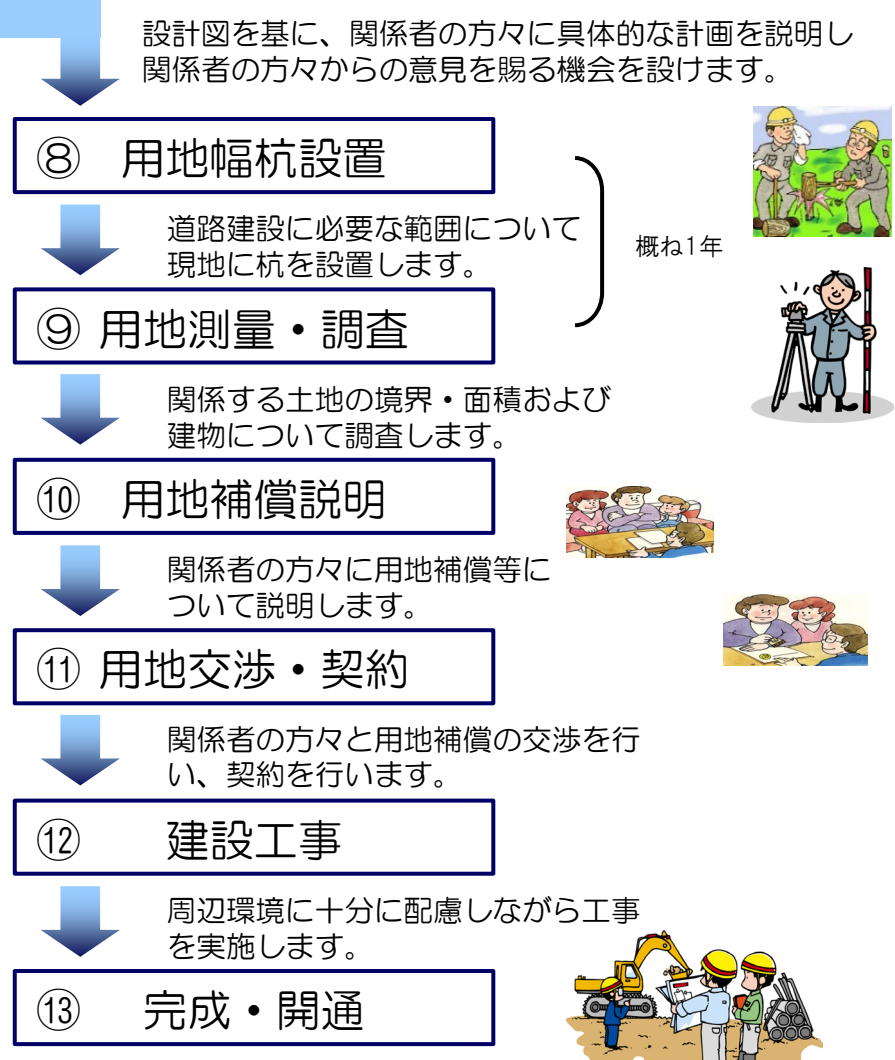 設計図を基に、関係者の方々に具体的な計画を説明し
関係者の方々からの意見を賜る機会を設けます。
⑧ 用地幅杭設置
道路建設に必要な範囲について
現地に杭を設置します。
概ね1年
⑨ 用地測量・調査
関係する土地の境界・面積および
建物について調査します。
⑩ 用地補償説明
関係者の方々に用地補償等に
ついて説明します。
⑪ 用地交渉・契約
関係者の方々と用地補償の交渉を行
い、契約を行います。
⑫ 建設工事
周辺環境に十分に配慮しながら工事
を実施します。
⑬ 完成・開通